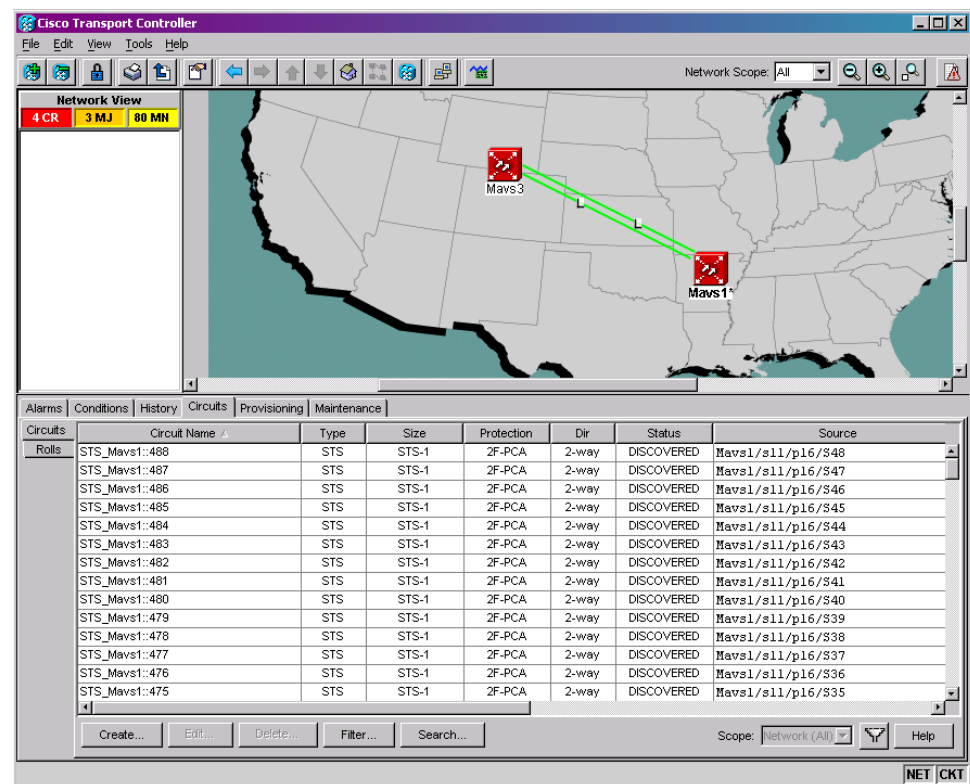 Cisco Transport Controller
File Edit View Tools Help
Network Scope: All
Network View
4 CR 3 MJ 80 MN
Mavs3
L
L
Mavs1*
Alarms Conditions History Circuits Provisioning Maintenance
Circuits
Rolls
Circuit Name Type Size Protection Dir Status Source
STS_Mavs1::488 STS STS-1 2F-PCA 2-way DISCOVERED Mavs1/s11/p16/S48
STS_Mavs1::487 STS STS-1 2F-PCA 2-way DISCOVERED Mavs1/s11/p16/S47
STS_Mavs1::486 STS STS-1 2F-PCA 2-way DISCOVERED Mavs1/s11/p16/S46
STS_Mavs1::485 STS STS-1 2F-PCA 2-way DISCOVERED Mavs1/s11/p16/S45
STS_Mavs1::484 STS STS-1 2F-PCA 2-way DISCOVERED Mavs1/s11/p16/S44
STS_Mavs1::483 STS STS-1 2F-PCA 2-way DISCOVERED Mavs1/s11/p16/S43
STS_Mavs1::482 STS STS-1 2F-PCA 2-way DISCOVERED Mavs1/s11/p16/S42
STS_Mavs1::481 STS STS-1 2F-PCA 2-way DISCOVERED Mavs1/s11/p16/S41
STS_Mavs1::480 STS STS-1 2F-PCA 2-way DISCOVERED Mavs1/s11/p16/S40
STS_Mavs1::479 STS STS-1 2F-PCA 2-way DISCOVERED Mavs1/s11/p16/S39
STS_Mavs1::478 STS STS-1 2F-PCA 2-way DISCOVERED Mavs1/s11/p16/S38
STS_Mavs1::477 STS STS-1 2F-PCA 2-way DISCOVERED Mavs1/s11/p16/S37
STS_Mavs1::476 STS STS-1 2F-PCA 2-way DISCOVERED Mavs1/s11/p16/S36
STS_Mavs1::475 STS STS-1 2F-PCA 2-way DISCOVERED Mavs1/s11/p16/S35
Create... Edit... Delete... Filter... Search... Scope: Network (All) Help
NET CKT